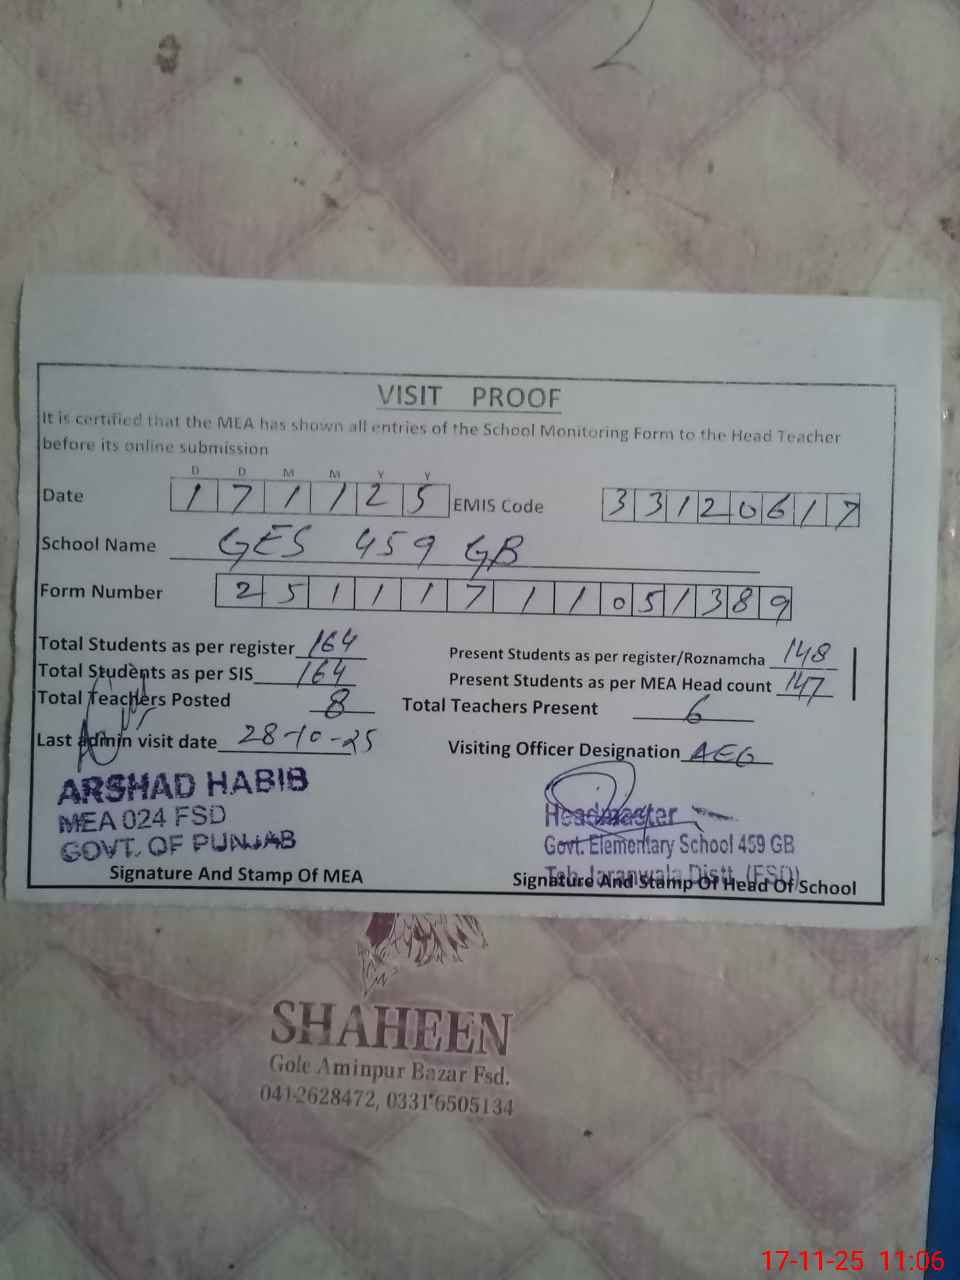 VISIT PROOF
It is certified that the MEA has shown all entries of the School Monitoring Form to the Head Teacher
before its online submission
D D M M Y Y
Date 1 7 1 1 2 5 EMIS Code 3 3 1 2 0 6 1 7
School Name GES 459 GB
Form Number 2 5 1 1 1 7 1 1 0 5 1 3 8 9
Total Students as per register 164 Present Students as per register/Roznamcha 148
Total Students as per SIS 164 Present Students as per MEA Head count 147
Total Teachers Posted 8 Total Teachers Present 6
Last admin visit date 28-10-25 Visiting Officer Designation AEO
ARSHAD HABIB
MEA 024 FSD
GOVT. OF PUNJAB
Signature And Stamp Of MEA
Headmaster
Govt. Elementary School 459 GB
Teh Jaranwala Distt. (FSD)
Signature And Stamp Of Head Of School
SHAHEEN
Gole Aminpur Bazar Fsd.
041-2628472, 0331-6505134
17-11-25 11:06